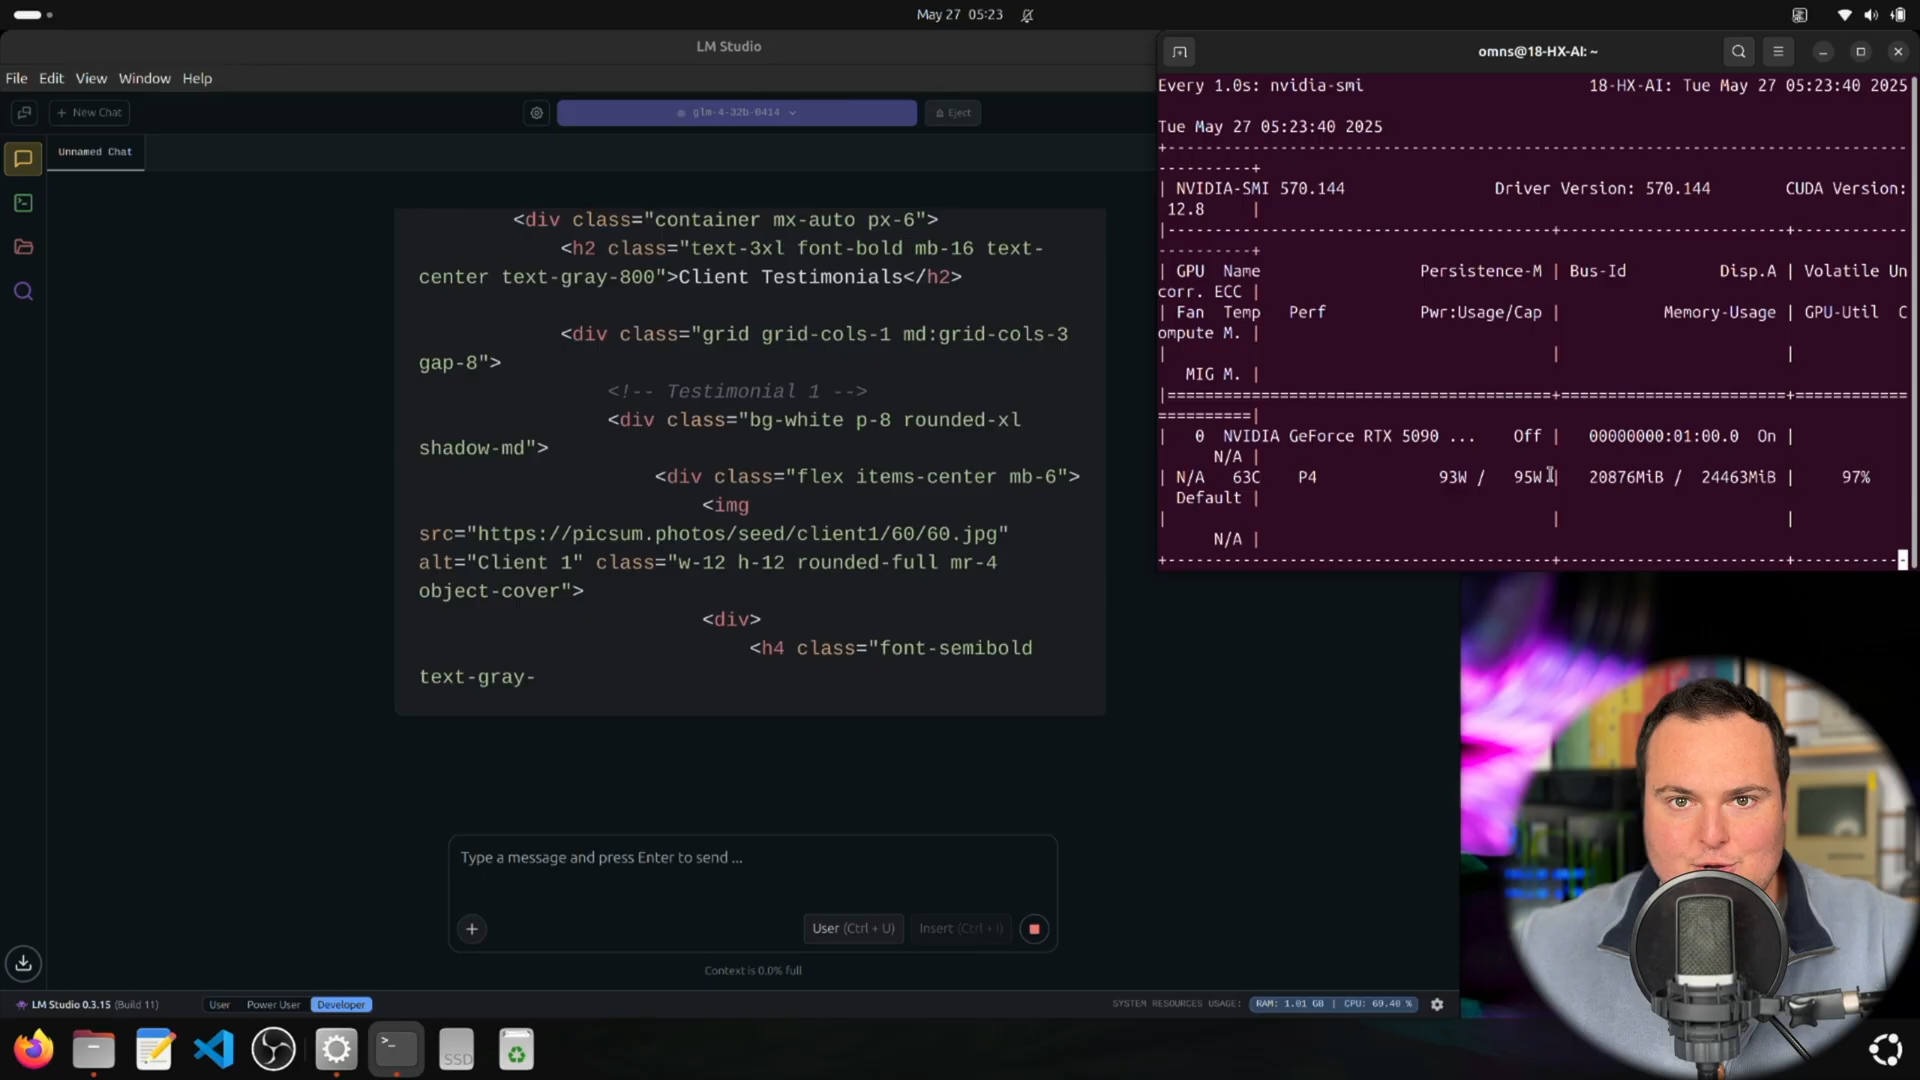 May 27 05:23
LM Studio
File Edit View Window Help
+ New Chat
glm-4-32b-0414
Eject
Unnamed Chat
<div class="container mx-auto px-6">
<h2 class="text-3xl font-bold mb-16 text-
center text-gray-800">Client Testimonials</h2>
<div class="grid grid-cols-1 md:grid-cols-3
gap-8">
<!-- Testimonial 1 -->
<div class="bg-white p-8 rounded-xl
shadow-md">
<div class="flex items-center mb-6">
<img
src="https://picsum.photos/seed/client1/60/60.jpg"
alt="Client 1" class="w-12 h-12 rounded-full mr-4
object-cover">
<div>
<h4 class="font-semibold
text-gray-
Type a message and press Enter to send ...
User (Ctrl + U)
Insert (Ctrl + I)
Context is 0.0% full
LM Studio 0.3.15 (Build 11)
User Power User Developer
SYSTEM RESOURCES USAGE: RAM: 1.01 GB | CPU: 69.40 %
SSD
omns@18-HX-AI: ~
Every 1.0s: nvidia-smi 18-HX-AI: Tue May 27 05:23:40 2025
Tue May 27 05:23:40 2025
+-----------------------------------------------------------------------------
----------+
| NVIDIA-SMI 570.144 Driver Version: 570.144 CUDA Version:
12.8 |
|-----------------------------------------+------------------------+----------
----------+
| GPU Name Persistence-M | Bus-Id Disp.A | Volatile Un
corr. ECC |
| Fan Temp Perf Pwr:Usage/Cap | Memory-Usage | GPU-Util C
ompute M. |
| | |
MIG M. |
|=========================================+========================+==========
==========|
| 0 NVIDIA GeForce RTX 5090 ... Off | 00000000:01:00.0 On |
N/A |
| N/A 63C P4 93W / 95W | 20876MiB / 24463MiB | 97%
Default |
| | |
N/A |
+-----------------------------------------+------------------------+-----------